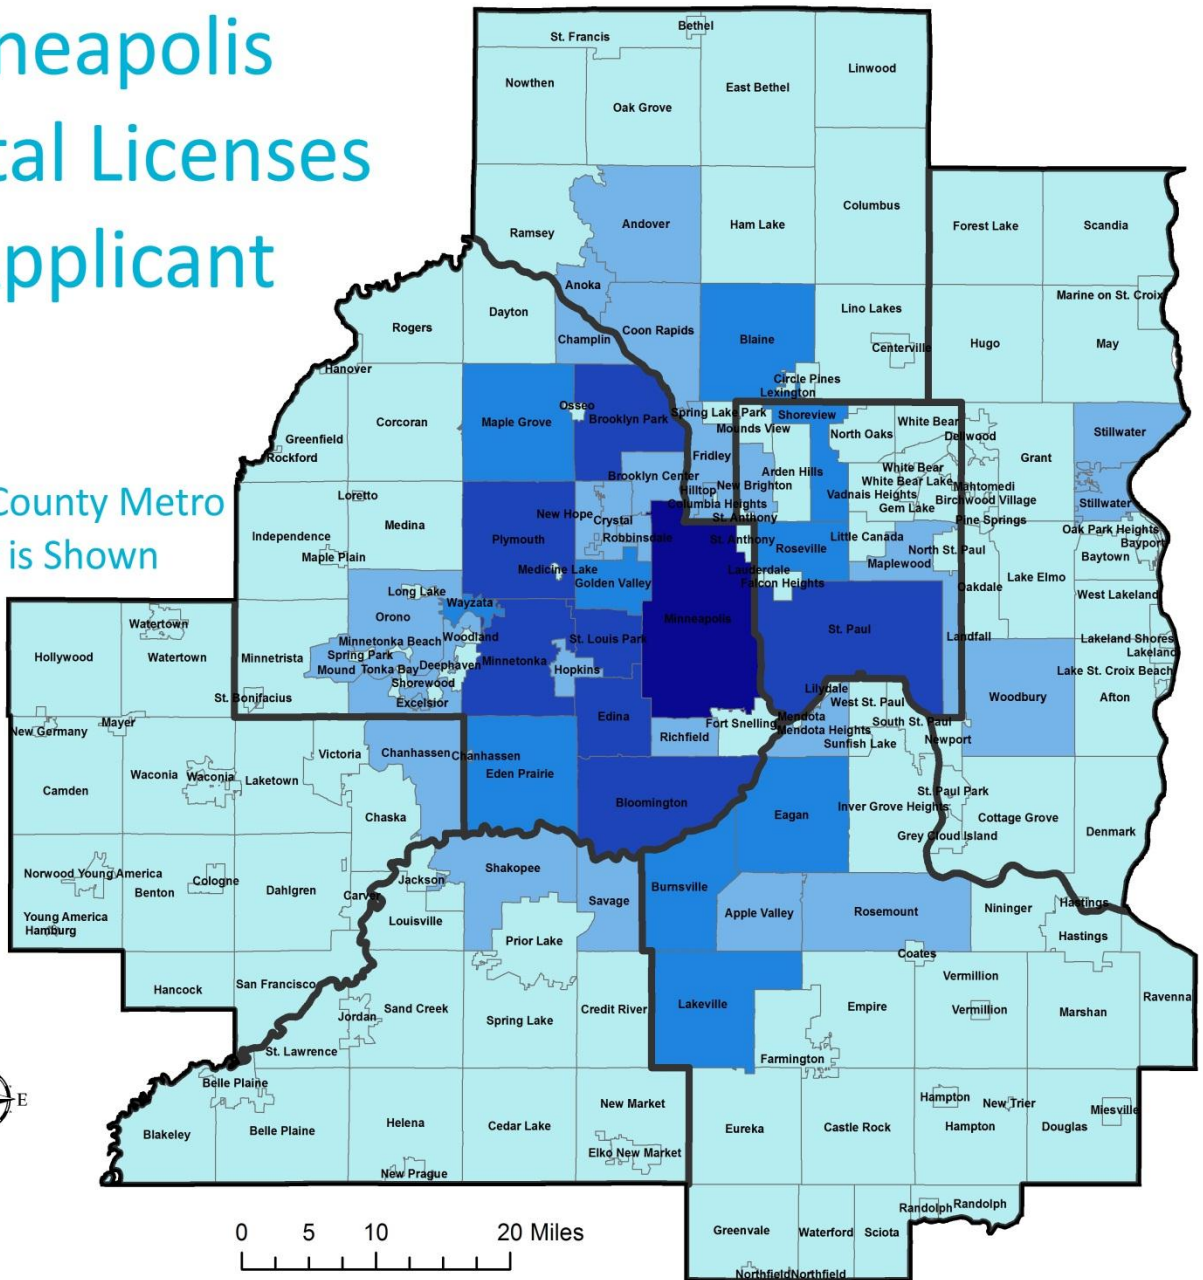 neapolis
tal Licenses
pplicant
County Metro
is Shown
St. Francis
Bethel
Nowthen
Oak Grove
East Bethel
Linwood
Ramsey
Andover
Ham Lake
Columbus
Forest Lake
Scandia
Anoka
Marine on St. Croix
Rogers
Dayton
Champlin
Coon Rapids
Blaine
Lino Lakes
Centerville
Hugo
May
Hanover
Circle Pines
Lexington
Corcoran
Maple Grove
Osseo
Brooklyn Park
Spring Lake Park
Mounds View
Shoreview
North Oaks
White Bear
Dellwood
Stillwater
Greenfield
Rockford
Fridley
Grant
Brooklyn Center
Hilltop
New Brighton
Arden Hills
White Bear
White Bear Lake
Vadnais Heights
Gem Lake
Mahtomedi
Birchwood Village
Stillwater
Loretto
Medina
Columbia Heights
St. Anthony
Pine Springs
New Hope
Crystal
Robbinsdale
Independence
Maple Plain
Plymouth
St. Anthony
Roseville
Little Canada
North St. Paul
Maplewood
Oak Park Heights
Bayport
Baytown
Medicine Lake
Golden Valley
Lauderdale
Falcon Heights
Oakdale
Lake Elmo
West Lakeland
Long Lake
Wayzata
Orono
Watertown
Hollywood
Watertown
Minnetrista
Minnetonka Beach
Woodland
Spring Park
Mound
Tonka Bay
Deephaven
Minnetonka
Shorewood
Excelsior
St. Louis Park
Hopkins
Minneapolis
St. Paul
Landfall
Lakeland Shores
Lakeland
Lake St. Croix Beach
St. Bonifacius
Edina
Lilydale
West St. Paul
Woodbury
Afton
New Germany
Mayer
Fort Snelling
Mendota
Mendota Heights
South St. Paul
Newport
Richfield
Sunfish Lake
Victoria
Chanhassen
Chanhassen
Waconia
Waconia
Laketown
Eden Prairie
Camden
Chaska
Bloomington
Eagan
Inver Grove Heights
St. Paul Park
Cottage Grove
Grey Cloud Island
Denmark
Norwood Young America
Benton
Cologne
Dahlgren
Carver
Jackson
Shakopee
Savage
Burnsville
Young America
Hamburg
Louisville
Apple Valley
Rosemount
Nininger
Hastings
Hastings
Prior Lake
Coates
Hancock
San Francisco
Jordan
Sand Creek
Spring Lake
Credit River
Lakeville
Empire
Vermillion
Vermillion
Marshan
Ravenna
St. Lawrence
Farmington
Belle Plaine
E
Blakeley
Belle Plaine
Helena
Cedar Lake
New Market
Elko New Market
New Prague
Eureka
Castle Rock
Hampton
Hampton
New Trier
Douglas
Miesville
Greenvale
Waterford
Sciota
Randolph
Randolph
Northfield
Northfield
0 5 10 20 Miles